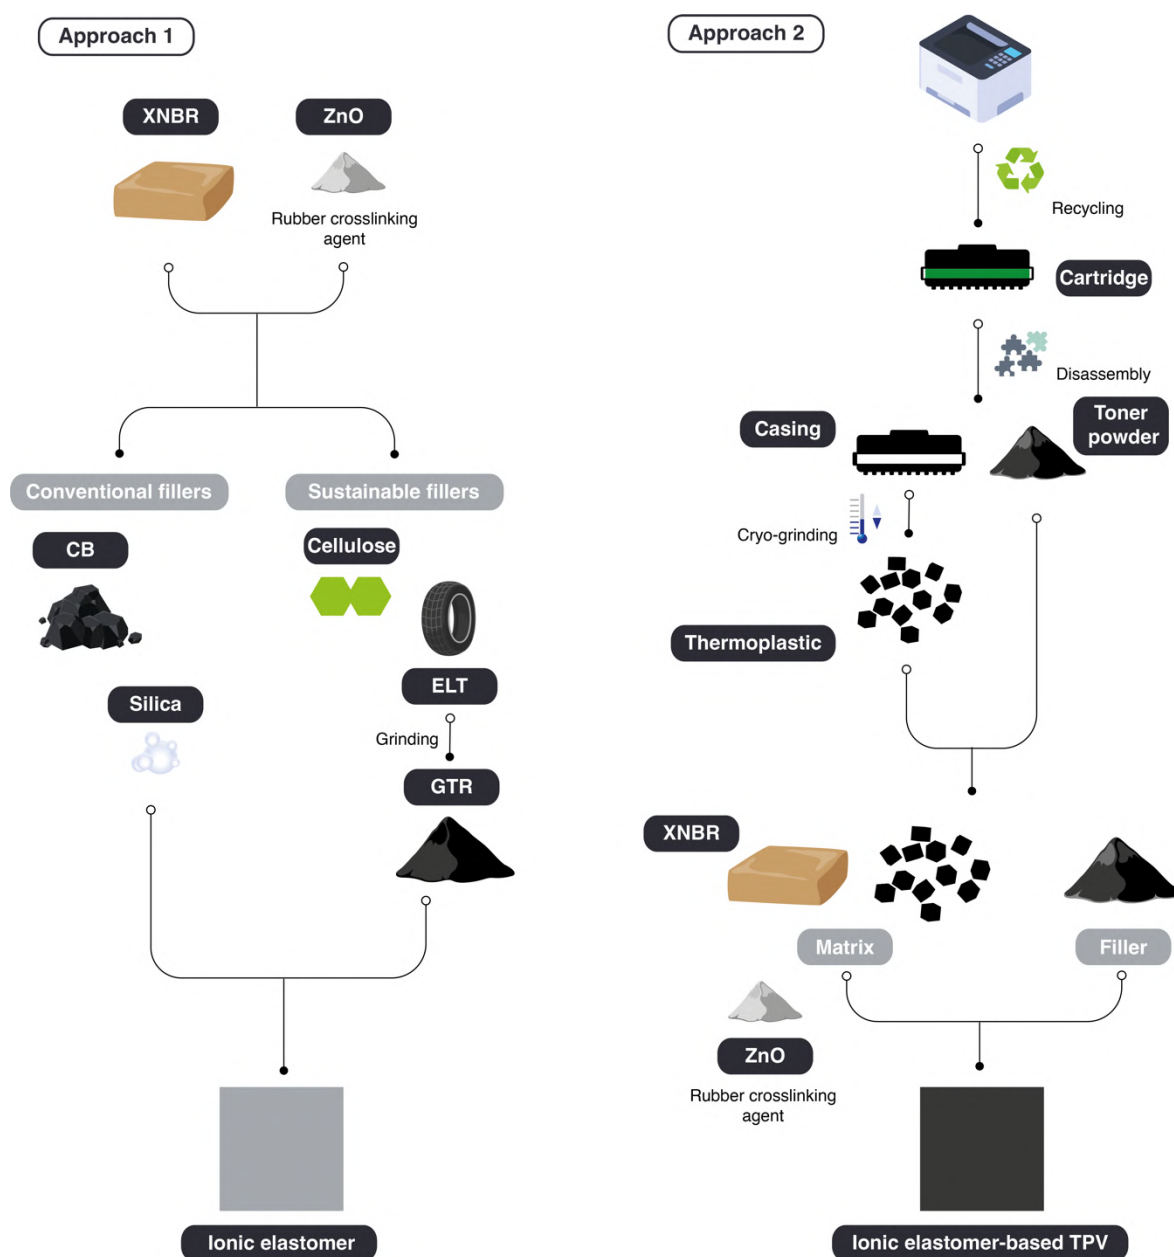 Approach 1
XNBR
ZnO
Rubber crosslinking
agent
Conventional fillers
Sustainable fillers
CB
Cellulose
Silica
ELT
Grinding
GTR
Ionic elastomer
Approach 2
Recycling
Cartridge
Disassembly
Casing
Toner
powder
Cryo-grinding
Thermoplastic
XNBR
Matrix
Filler
ZnO
Rubber crosslinking
agent
Ionic elastomer-based TPV